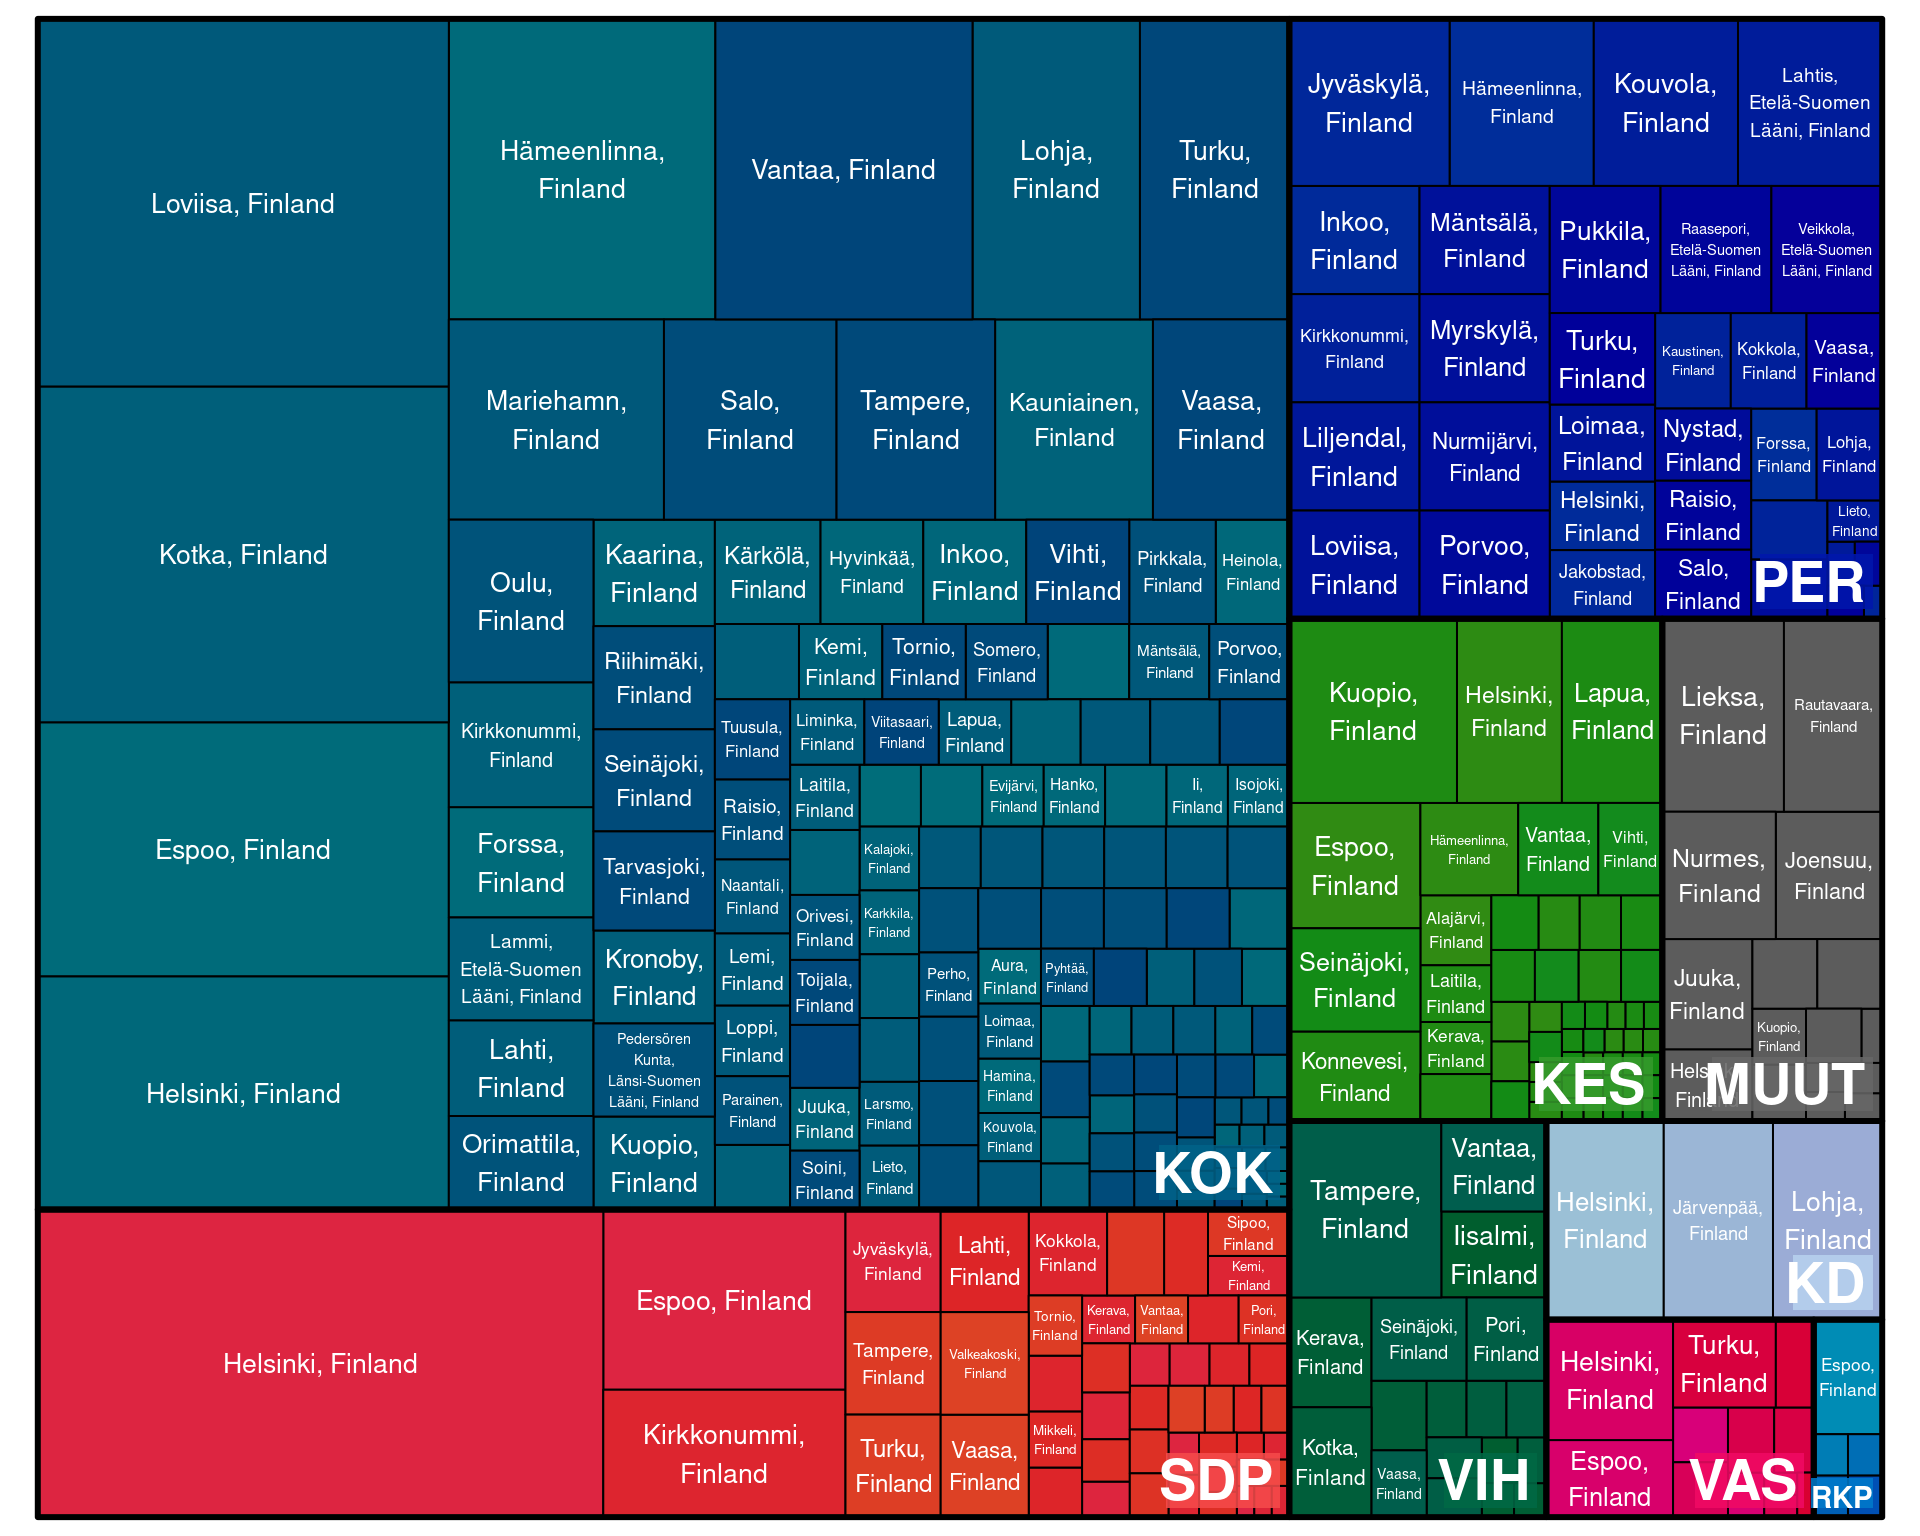 Loviisa, Finland
Kotka, Finland
Espoo, Finland
Helsinki, Finland
Hämeenlinna,
Finland
Vantaa, Finland
Lohja,
Finland
Turku,
Finland
Mariehamn,
Finland
Salo,
Finland
Tampere,
Finland
Kauniainen,
Finland
Vaasa,
Finland
Oulu,
Finland
Kirkkonummi,
Finland
Forssa,
Finland
Lammi,
Etelä-Suomen
Lääni, Finland
Lahti,
Finland
Orimattila,
Finland
Kaarina,
Finland
Riihimäki,
Finland
Seinäjoki,
Finland
Tarvasjoki,
Finland
Kronoby,
Finland
Pedersören
Kunta,
Länsi-Suomen
Lääni, Finland
Kuopio,
Finland
Kärkölä,
Finland
Hyvinkää,
Finland
Inkoo,
Finland
Vihti,
Finland
Pirkkala,
Finland
Heinola,
Finland
Kemi,
Finland
Tornio,
Finland
Somero,
Finland
Mäntsälä,
Finland
Porvoo,
Finland
Tuusula,
Finland
Raisio,
Finland
Naantali,
Finland
Lemi,
Finland
Loppi,
Finland
Parainen,
Finland
Liminka,
Finland
Viitasaari,
Finland
Lapua,
Finland
Laitila,
Finland
Evijärvi,
Finland
Hanko,
Finland
Ii,
Finland
Isojoki,
Finland
Orivesi,
Finland
Toijala,
Finland
Juuka,
Finland
Soini,
Finland
Kalajoki,
Finland
Karkkila,
Finland
Larsmo,
Finland
Lieto,
Finland
Perho,
Finland
Aura,
Finland
Pyhtää,
Finland
Loimaa,
Finland
Hamina,
Finland
Kouvola,
Finland
KOK
Helsinki, Finland
Espoo, Finland
Kirkkonummi,
Finland
Jyväskylä,
Finland
Lahti,
Finland
Tampere,
Finland
Valkeakoski,
Finland
Turku,
Finland
Vaasa,
Finland
Kokkola,
Finland
Sipoo,
Finland
Kemi,
Finland
Tornio,
Finland
Kerava,
Finland
Vantaa,
Finland
Pori,
Finland
Mikkeli,
Finland
SDP
Jyväskylä,
Finland
Hämeenlinna,
Finland
Kouvola,
Finland
Lahtis,
Etelä-Suomen
Lääni, Finland
Inkoo,
Finland
Mäntsälä,
Finland
Kirkkonummi,
Finland
Myrskylä,
Finland
Liljendal,
Finland
Nurmijärvi,
Finland
Loviisa,
Finland
Porvoo,
Finland
Pukkila,
Finland
Raasepori,
Etelä-Suomen
Lääni, Finland
Veikkola,
Etelä-Suomen
Lääni, Finland
Turku,
Finland
Kaustinen,
Finland
Kokkola,
Finland
Vaasa,
Finland
Loimaa,
Finland
Helsinki,
Finland
Jakobstad,
Finland
Nystad,
Finland
Raisio,
Finland
Salo,
Finland
Forssa,
Finland
Lohja,
Finland
Lieto,
Finland
PER
Kuopio,
Finland
Helsinki,
Finland
Lapua,
Finland
Espoo,
Finland
Seinäjoki,
Finland
Konnevesi,
Finland
Hämeenlinna,
Finland
Vantaa,
Finland
Vihti,
Finland
Alajärvi,
Finland
Laitila,
Finland
Kerava,
Finland
KES
Lieksa,
Finland
Rautavaara,
Finland
Nurmes,
Finland
Joensuu,
Finland
Juuka,
Finland
Kuopio,
Finland
MUUT
Tampere,
Finland
Vantaa,
Finland
Iisalmi,
Finland
Kerava,
Finland
Seinäjoki,
Finland
Pori,
Finland
Kotka,
Finland
Vaasa,
Finland
VIH
Helsinki,
Finland
Järvenpää,
Finland
Lohja,
Finland
KD
Helsinki,
Finland
Turku,
Finland
Espoo,
Finland
VAS
Espoo,
Finland
RKP